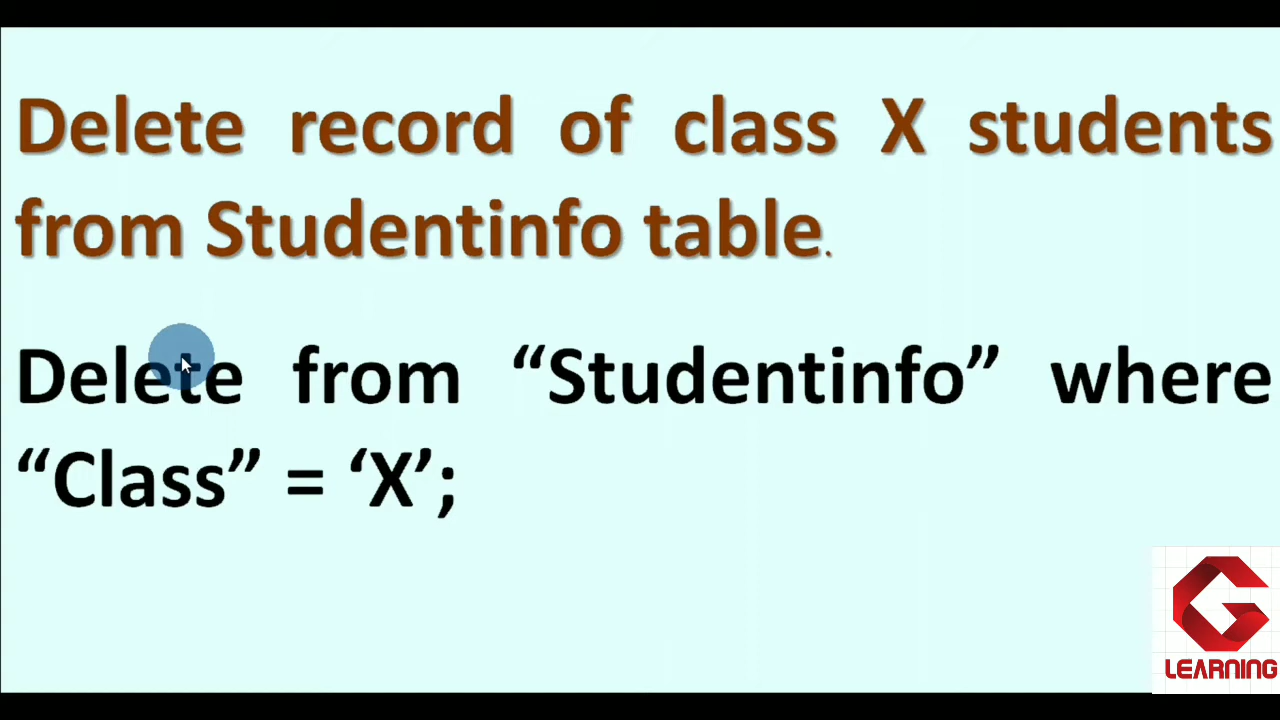 Delete record of class X students
from Studentinfo table.
Delete from “Studentinfo” where
“Class” = ‘X’;
LEARNING